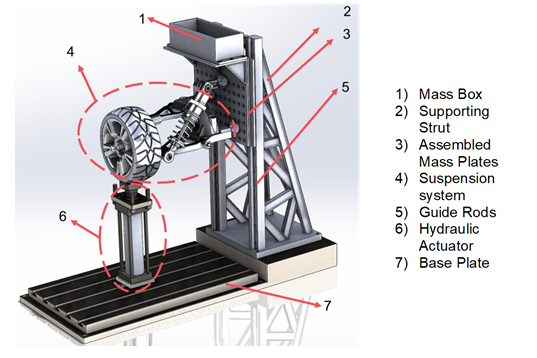 1
2
3
4
5
6
7
1) Mass Box
2) Supporting
Strut
3) Assembled
Mass Plates
4) Suspension
system
5) Guide Rods
6) Hydraulic
Actuator
7) Base Plate